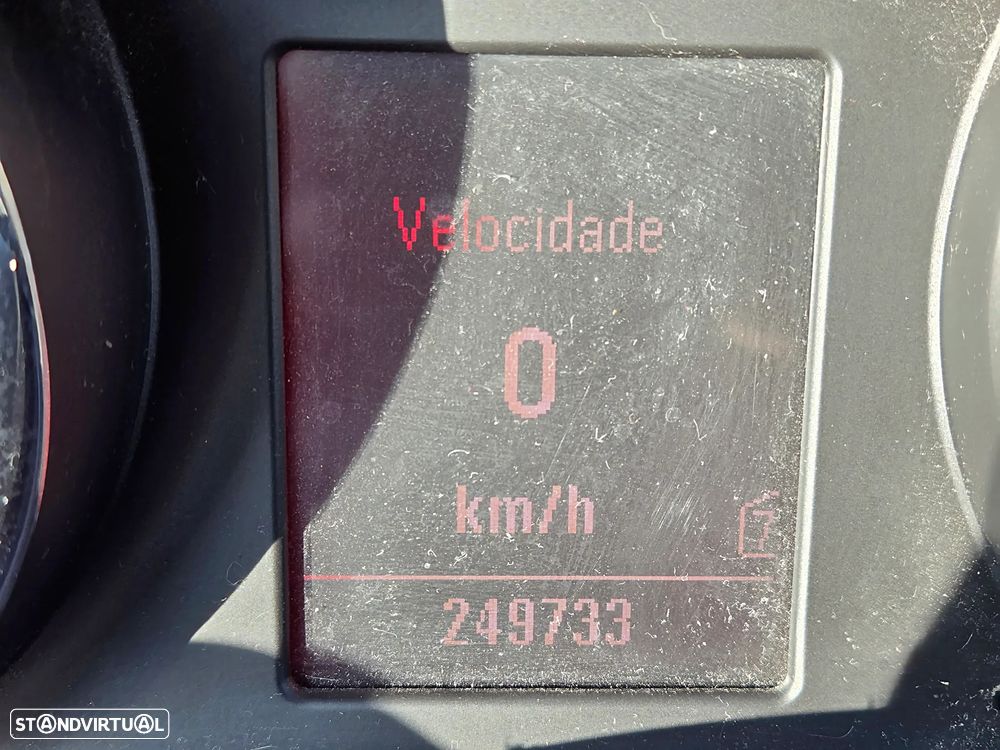 Velocidade
0
km/h
249733
STANDVIRTUAL